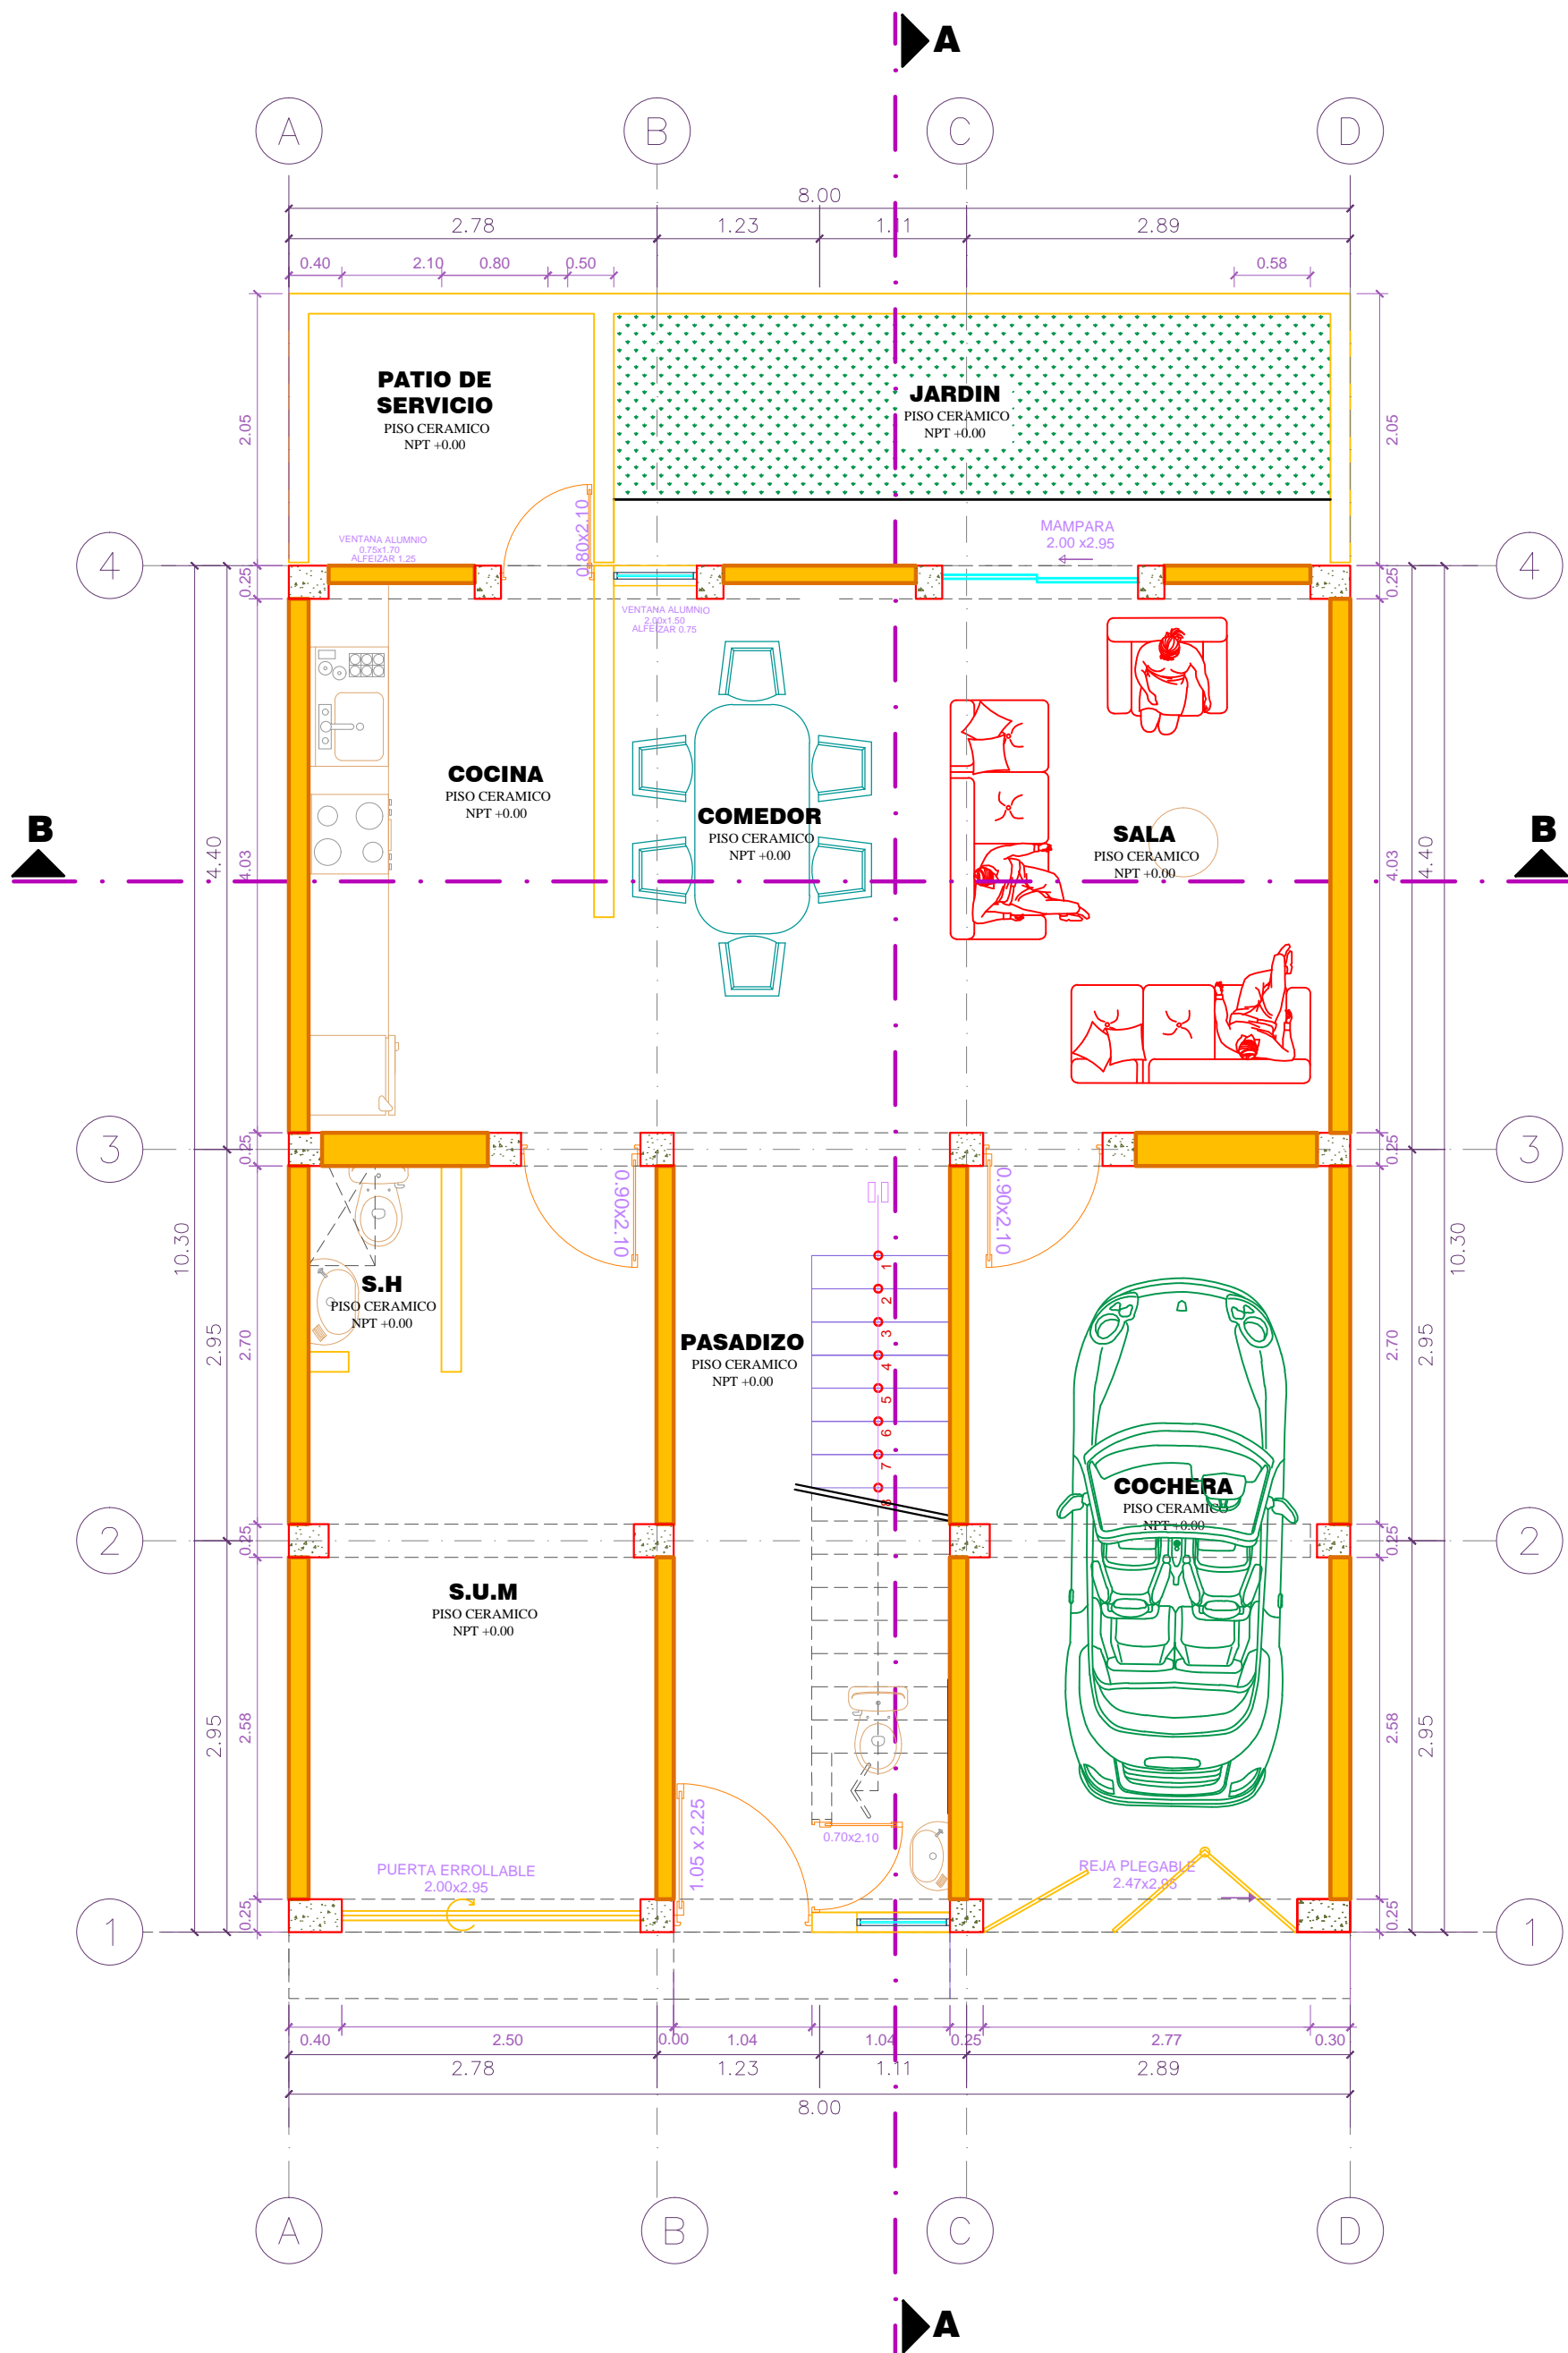 A
A
B
C
D
8.00
2.78
1.23
1.11
2.89
0.40
2.10
0.80
0.50
0.58
PATIO DE
SERVICIO
PISO CERAMICO
NPT +0.00
JARDIN
PISO CERAMICO
NPT +0.00
2.05
2.05
VENTANA ALUMNIO
0.75x1.70
ALFEIZAR 1.25
0.80x2.10
MAMPARA
2.00 x2.95
4
4
0.25
0.25
VENTANA ALUMNIO
2.00x1.50
ALFEIZAR 0.75
COCINA
PISO CERAMICO
NPT +0.00
COMEDOR
PISO CERAMICO
NPT +0.00
SALA
PISO CERAMICO
NPT +0.00
B
B
4.40
4.03
4.03
4.40
3
3
0.25
0.25
0.90x2.10
0.90x2.10
10.30
10.30
S.H
PISO CERAMICO
NPT +0.00
PASADIZO
PISO CERAMICO
NPT +0.00
1
2
3
4
5
6
7
8
2.95
2.70
2.70
2.95
COCHERA
PISO CERAMICO
NPT +0.00
2
2
0.25
0.25
S.U.M
PISO CERAMICO
NPT +0.00
2.95
2.58
2.58
2.95
1.05 x 2.25
0.70x2.10
PUERTA ERROLLABLE
2.00x2.95
REJA PLEGABLE
2.47x2.95
1
1
0.25
0.25
0.40
2.50
0.00
1.04
1.04
0.25
2.77
0.30
2.78
1.23
1.11
2.89
8.00
A
B
C
D
A